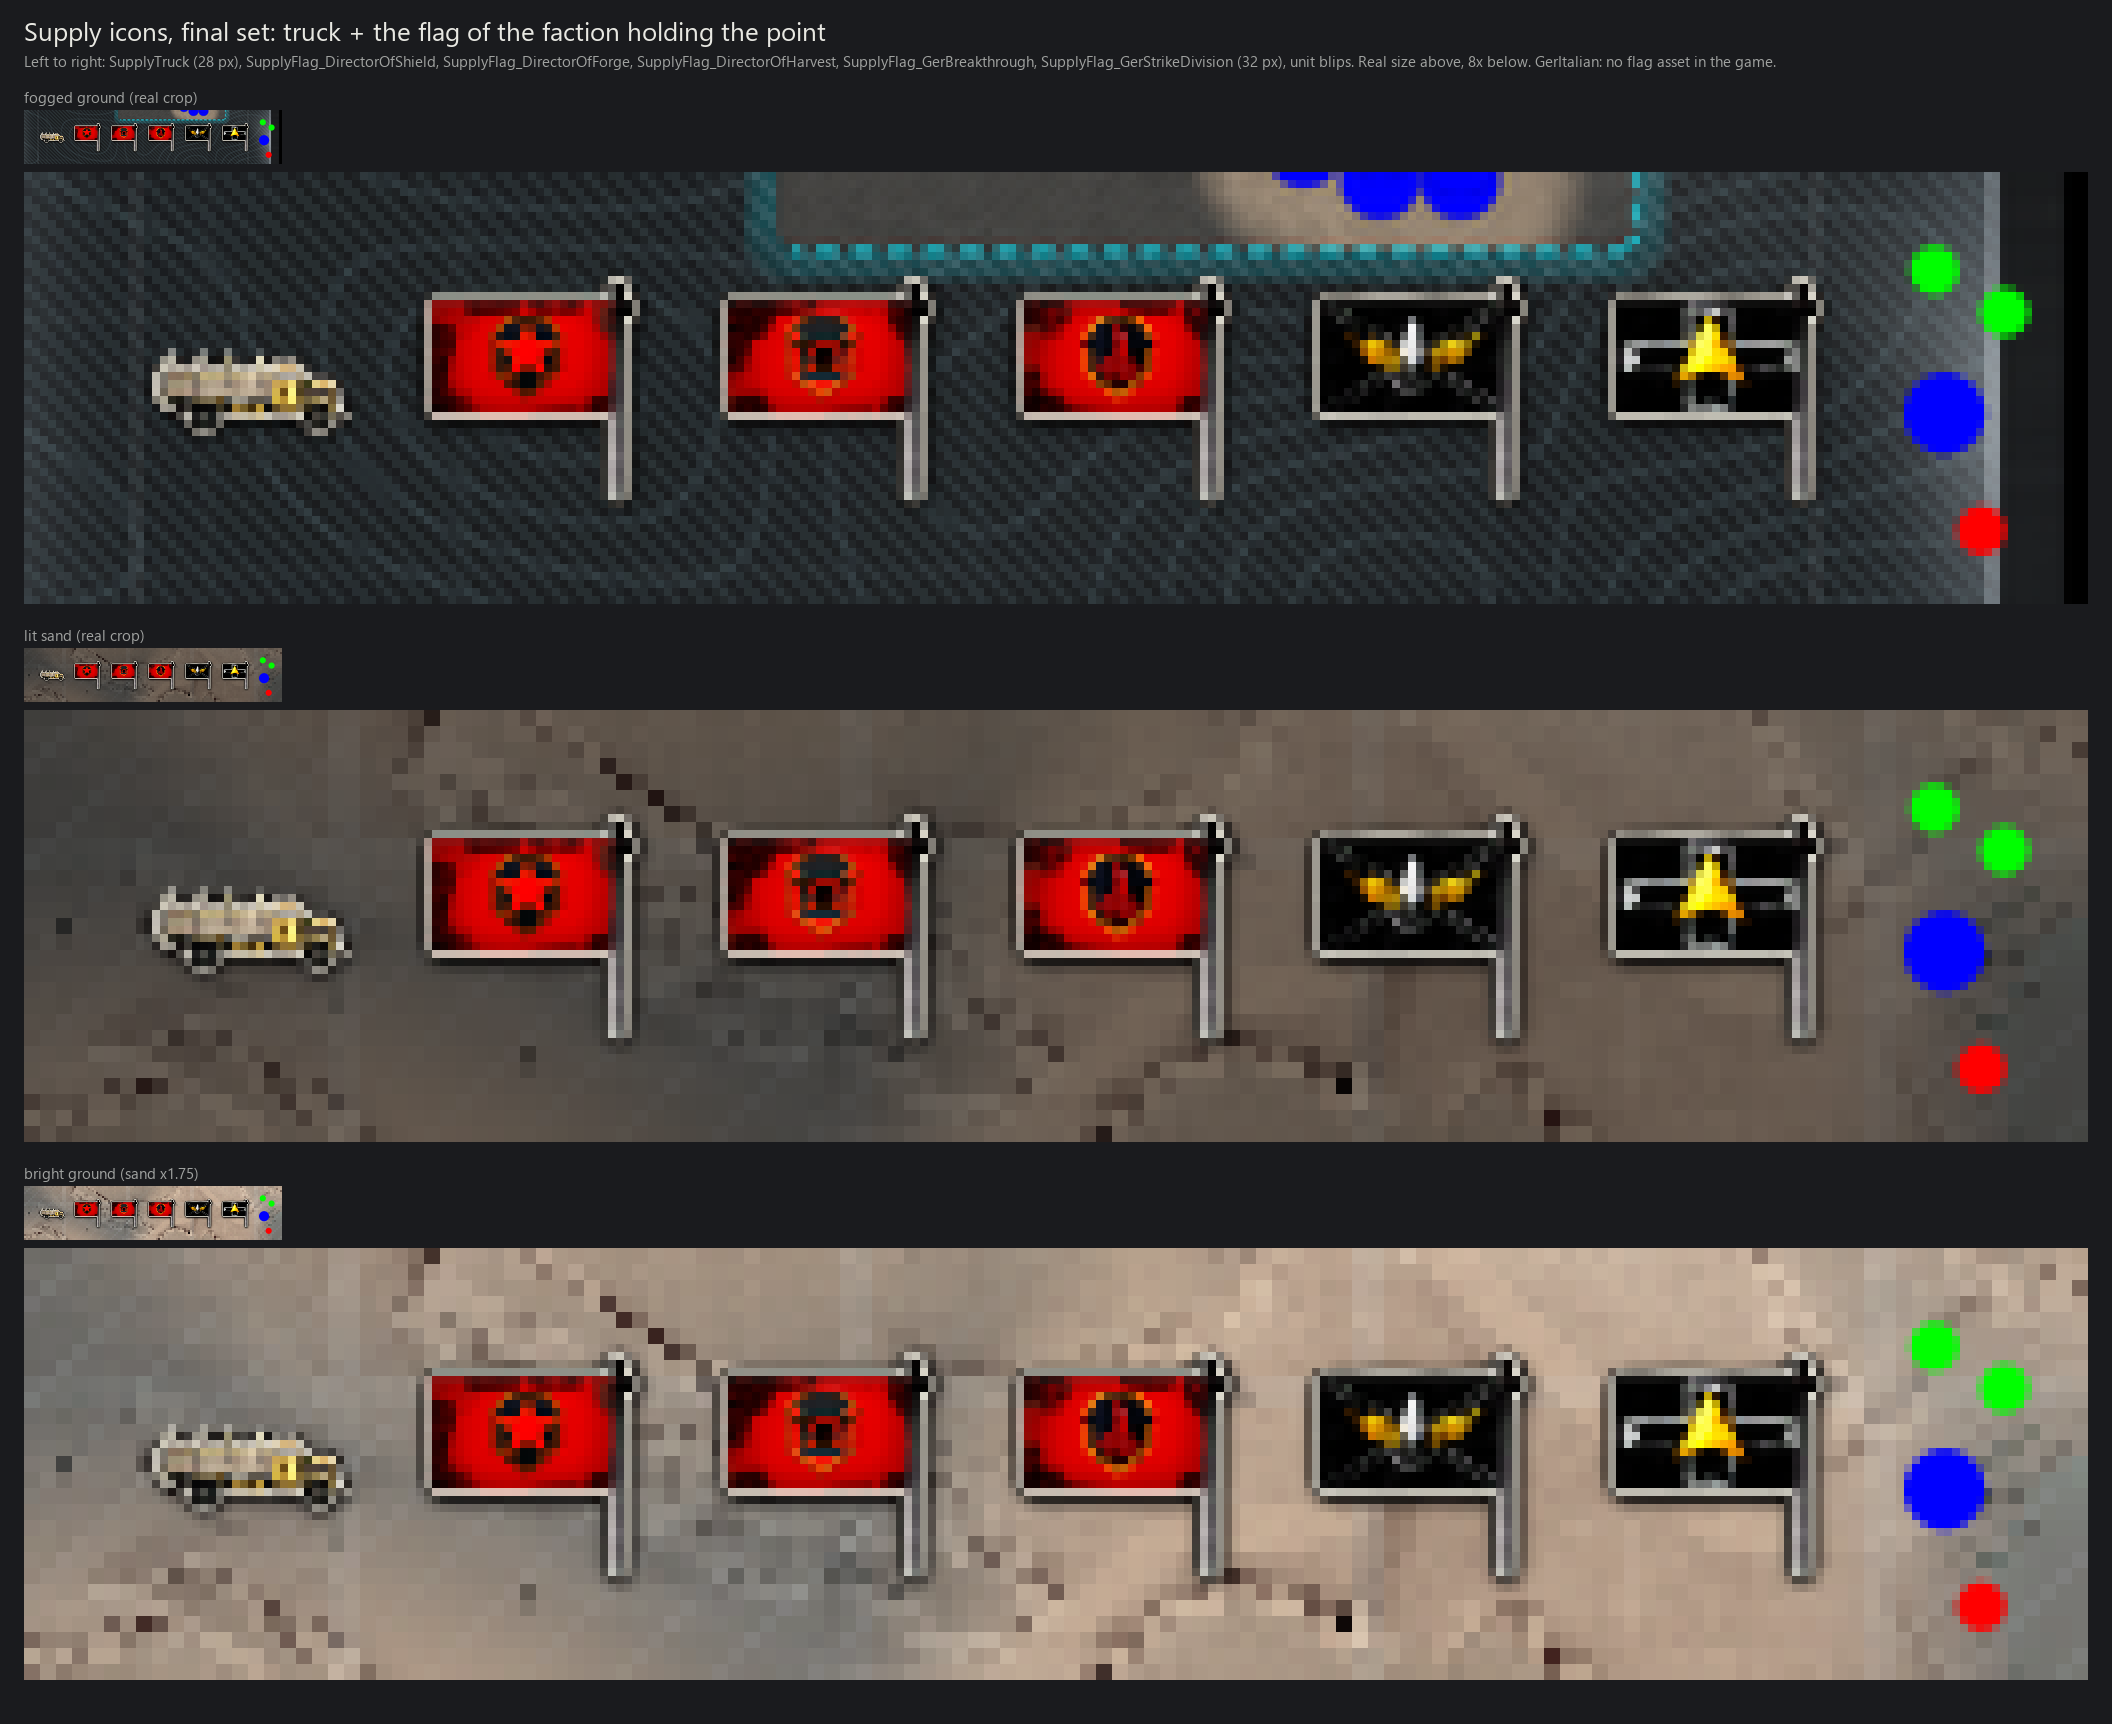 Supply icons, final set: truck + the flag of the faction holding the point
Left to right: SupplyTruck (28 px), SupplyFlag_DirectorOfShield, SupplyFlag_DirectorOfForge, SupplyFlag_DirectorOfHarvest, SupplyFlag_GerBreakthrough, SupplyFlag_GerStrikeDivision (32 px), unit blips. Real size above, 8x below. GerItalian: no flag asset in the game.
fogged ground (real crop)
lit sand (real crop)
bright ground (sand x1.75)